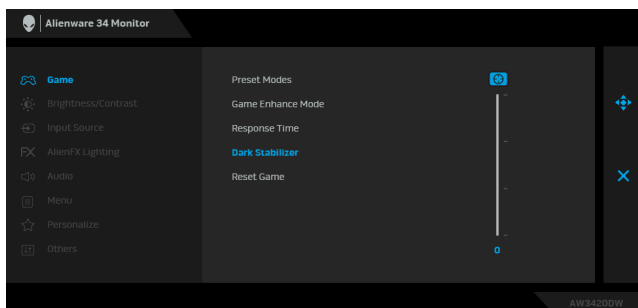 Alienware 34 Monitor
Game
Brightness/Contrast
Input Source
AlienFX Lighting
Audio
Menu
Personalize
Others
Preset Modes
Game Enhance Mode
Response Time
Dark Stabilizer
Reset Game
0
AW3420DW